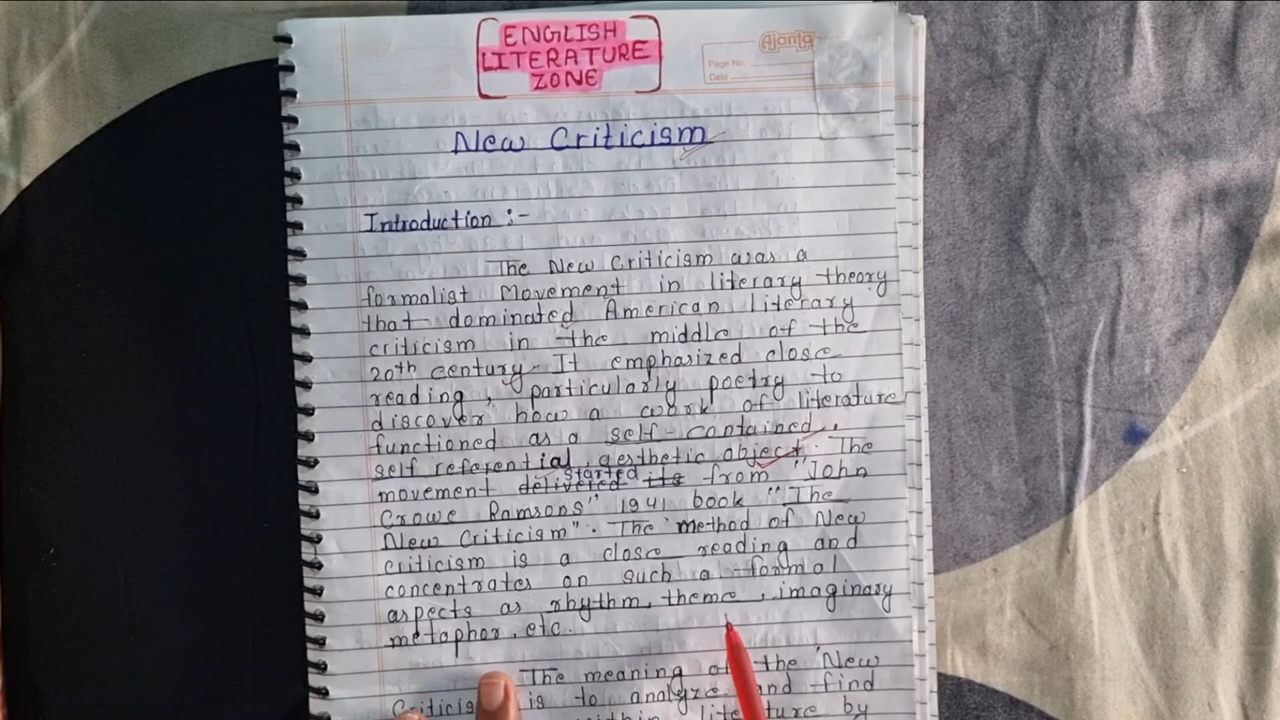 ENGLISH
LITERATURE
ZONE
Ajanta
Page No.
Date
New Criticism
Introduction :-
The New Criticism was a
formalist Movement in literary theory
that dominated American literary
criticism in the middle of the
20th century. It emphasized close
reading, particularly poetry to
discover how a work of literature
functioned as a self-contained,
self referential aesthetic object. The
started
movement delivered its from "John
Crowe Ramsons" 1941 book "The
New Criticism". The method of New
criticism is a close reading and
concentrates on such a formal
aspects as rhythm, theme, imaginary
metaphor, etc.
The meaning of the New
is to analyze and find
literature by